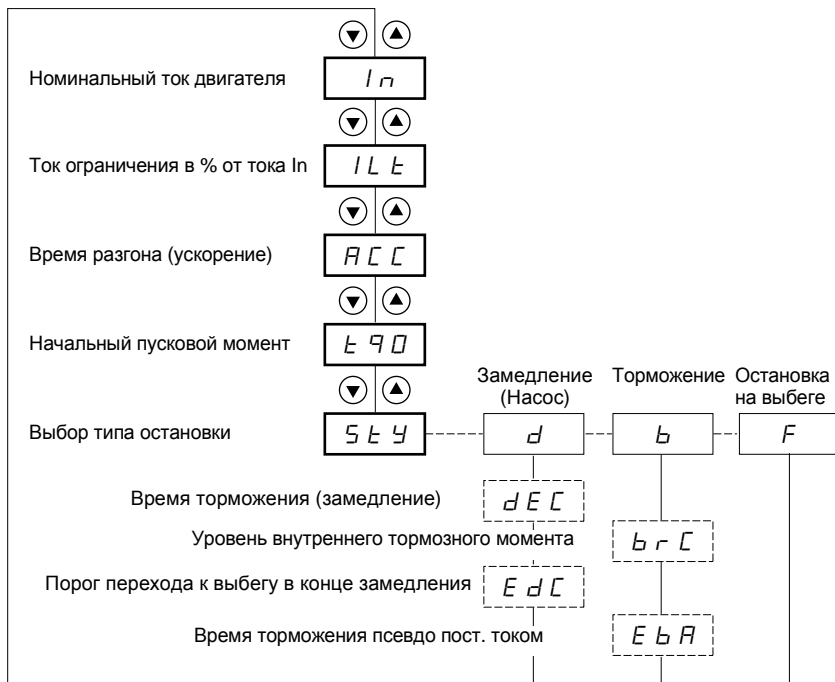 Номинальный ток двигателя In
Ток ограничения в % от тока In ILt
Время разгона (ускорение) ACC
Начальный пусковой момент tq0
Замедление (Насос)
Торможение
Остановка на выбеге
Выбор типа остановки StY d b F
Время торможения (замедление) dEC
Уровень внутреннего тормозного момента brC
Порог перехода к выбегу в конце замедления EdC
Время торможения псевдо пост. током EbA